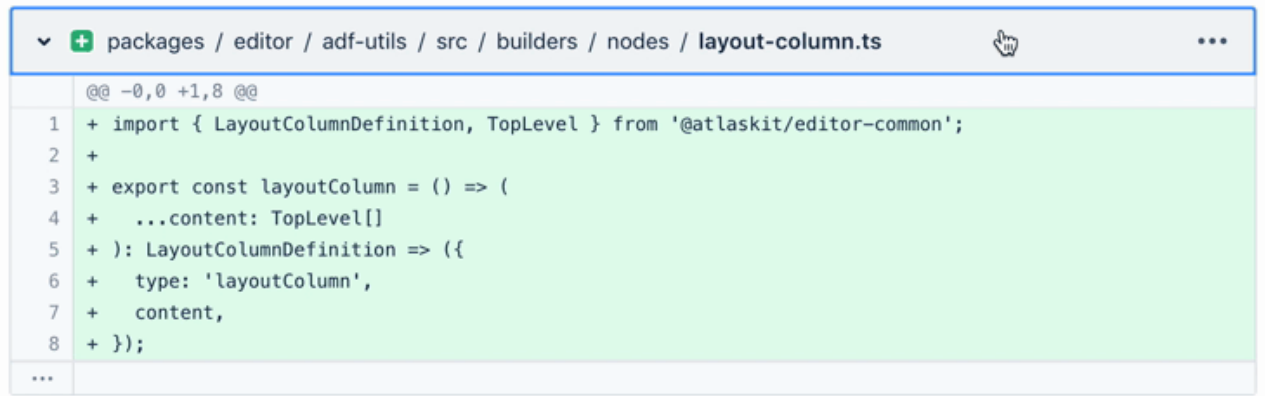 packages / editor / adf-utils / src / builders / nodes / layout-column.ts •••
@@ -0,0 +1,8 @@
1 + import { LayoutColumnDefinition, TopLevel } from '@atlaskit/editor-common';
2 +
3 + export const layoutColumn = () => (
4 +   ...content: TopLevel[]
5 + ): LayoutColumnDefinition => ({
6 +   type: 'layoutColumn',
7 +   content,
8 + });
...